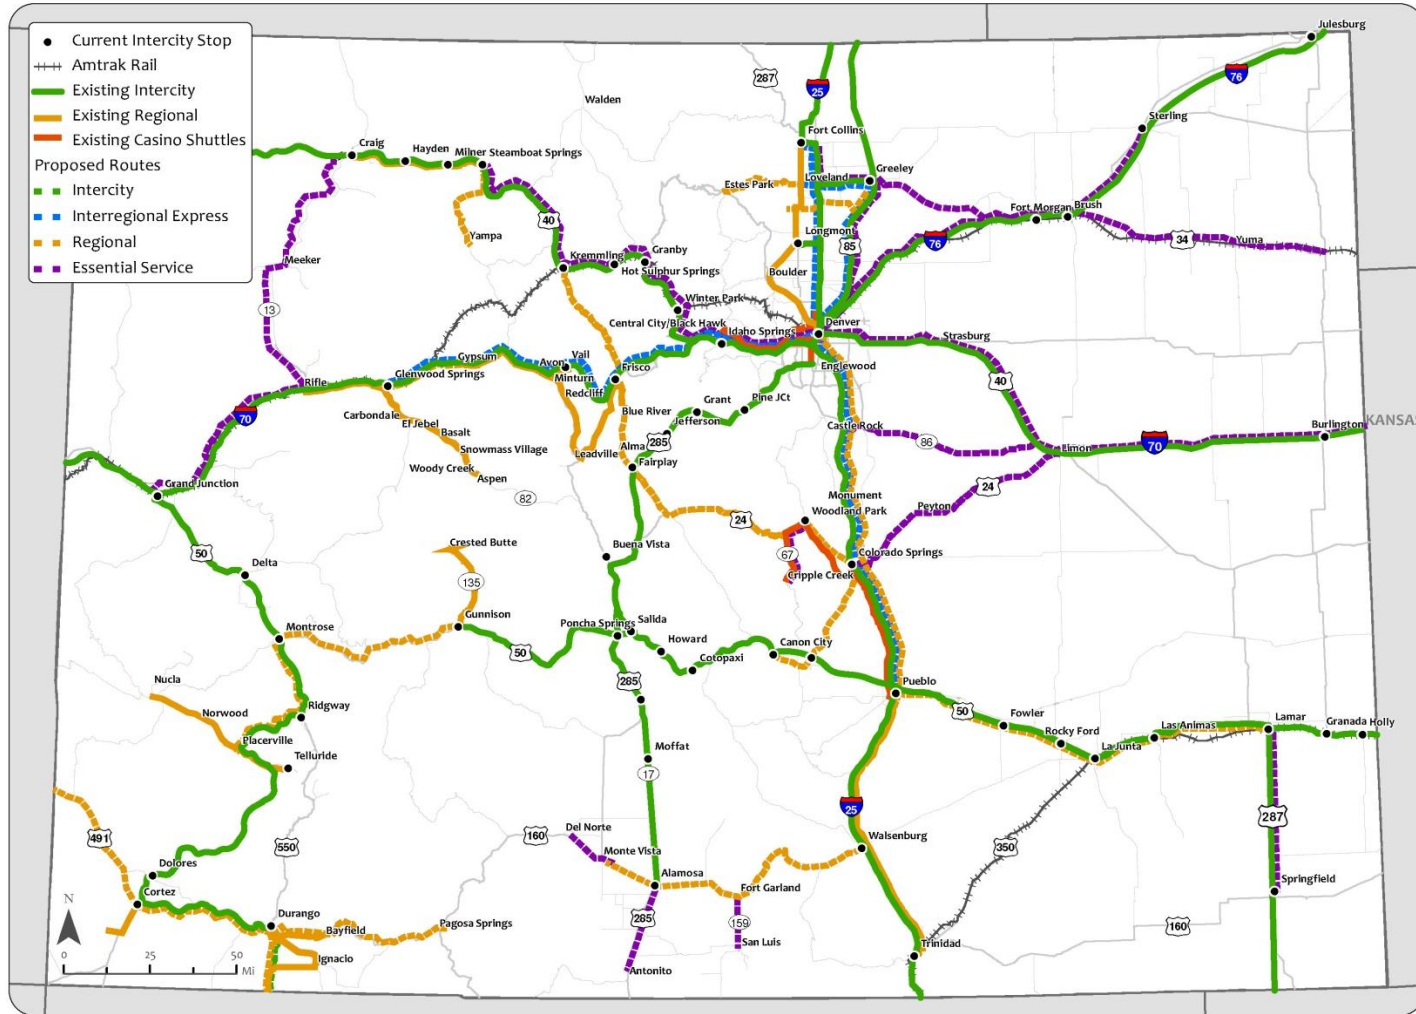 Current Intercity Stop
Amtrak Rail
Existing Intercity
Existing Regional
Existing Casino Shuttles
Proposed Routes
Intercity
Interregional Express
Regional
Essential Service
Julesburg
76
287
25
Walden
Sterling
Fort Collins
Craig
Hayden
Milner
Steamboat Springs
Loveland
Greeley
Estes Park
Fort Morgan
Brush
40
Yampa
Longmont
85
76
34
Yuma
Meeker
Kremmling
Granby
Hot Sulphur Springs
Boulder
13
Winter Park
Central City/Black Hawk
Idaho Springs
Denver
Strasburg
Gypsum
Avon
Vail
Minturn
Redcliff
Frisco
Englewood
40
Rifle
Glenwood Springs
70
Carbondale
El Jebel
Basalt
Snowmass Village
Woody Creek
Aspen
82
Blue River
Grant
Pine JCt
Jefferson
285
Alma
Fairplay
Leadville
Castle Rock
86
Limon
70
Burlington
KANSAS
Grand Junction
24
Peyton
24
Monument
Woodland Park
50
Delta
Crested Butte
135
Buena Vista
67
Cripple Creek
Colorado Springs
Montrose
Gunnison
50
Poncha Springs
Salida
Howard
Cotopaxi
Canon City
285
Pueblo
50
Fowler
Rocky Ford
La Junta
Las Animas
Lamar
Granada
Holly
Nucla
Norwood
Ridgway
Placerville
Telluride
Moffat
17
25
287
491
550
160
Del Norte
Monte Vista
Walsenburg
350
Dolores
Cortez
Alamosa
Fort Garland
Springfield
N
Durango
Bayfield
Pagosa Springs
285
159
160
San Luis
Trinidad
Ignacio
Antonito
0
25
50
Mi